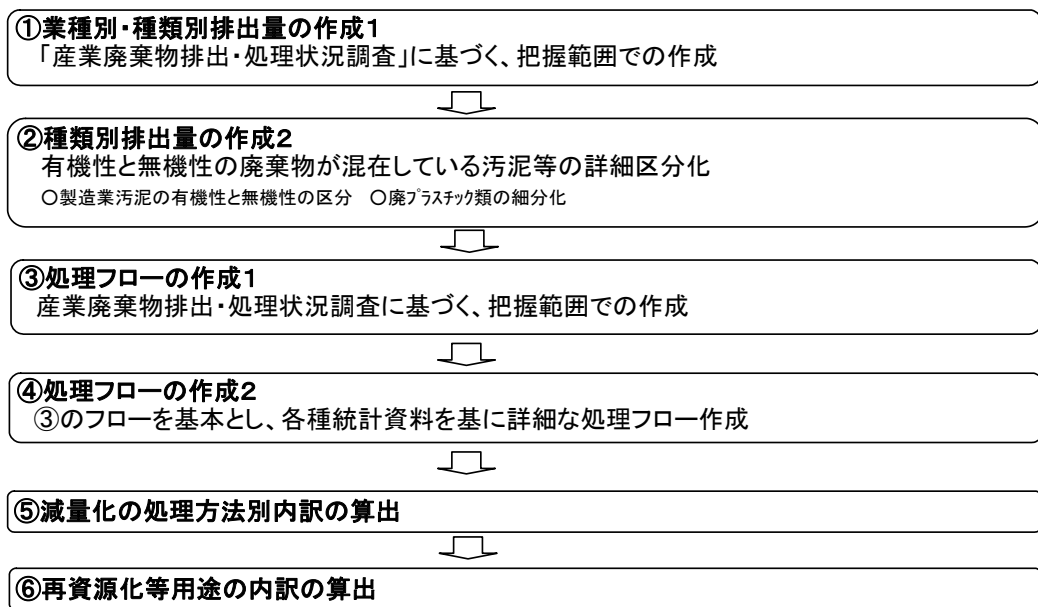 ①業種別・種類別排出量の作成1
「産業廃棄物排出・処理状況調査」に基づく、把握範囲での作成
②種類別排出量の作成2
有機性と無機性の廃棄物が混在している汚泥等の詳細区分化
○製造業汚泥の有機性と無機性の区分 ○廃ﾌﾟﾗｽﾁｯｸ類の細分化
③処理フローの作成1
産業廃棄物排出・処理状況調査に基づく、把握範囲での作成
④処理フローの作成2
③のフローを基本とし、各種統計資料を基に詳細な処理フロー作成
⑤減量化の処理方法別内訳の算出
⑥再資源化等用途の内訳の算出